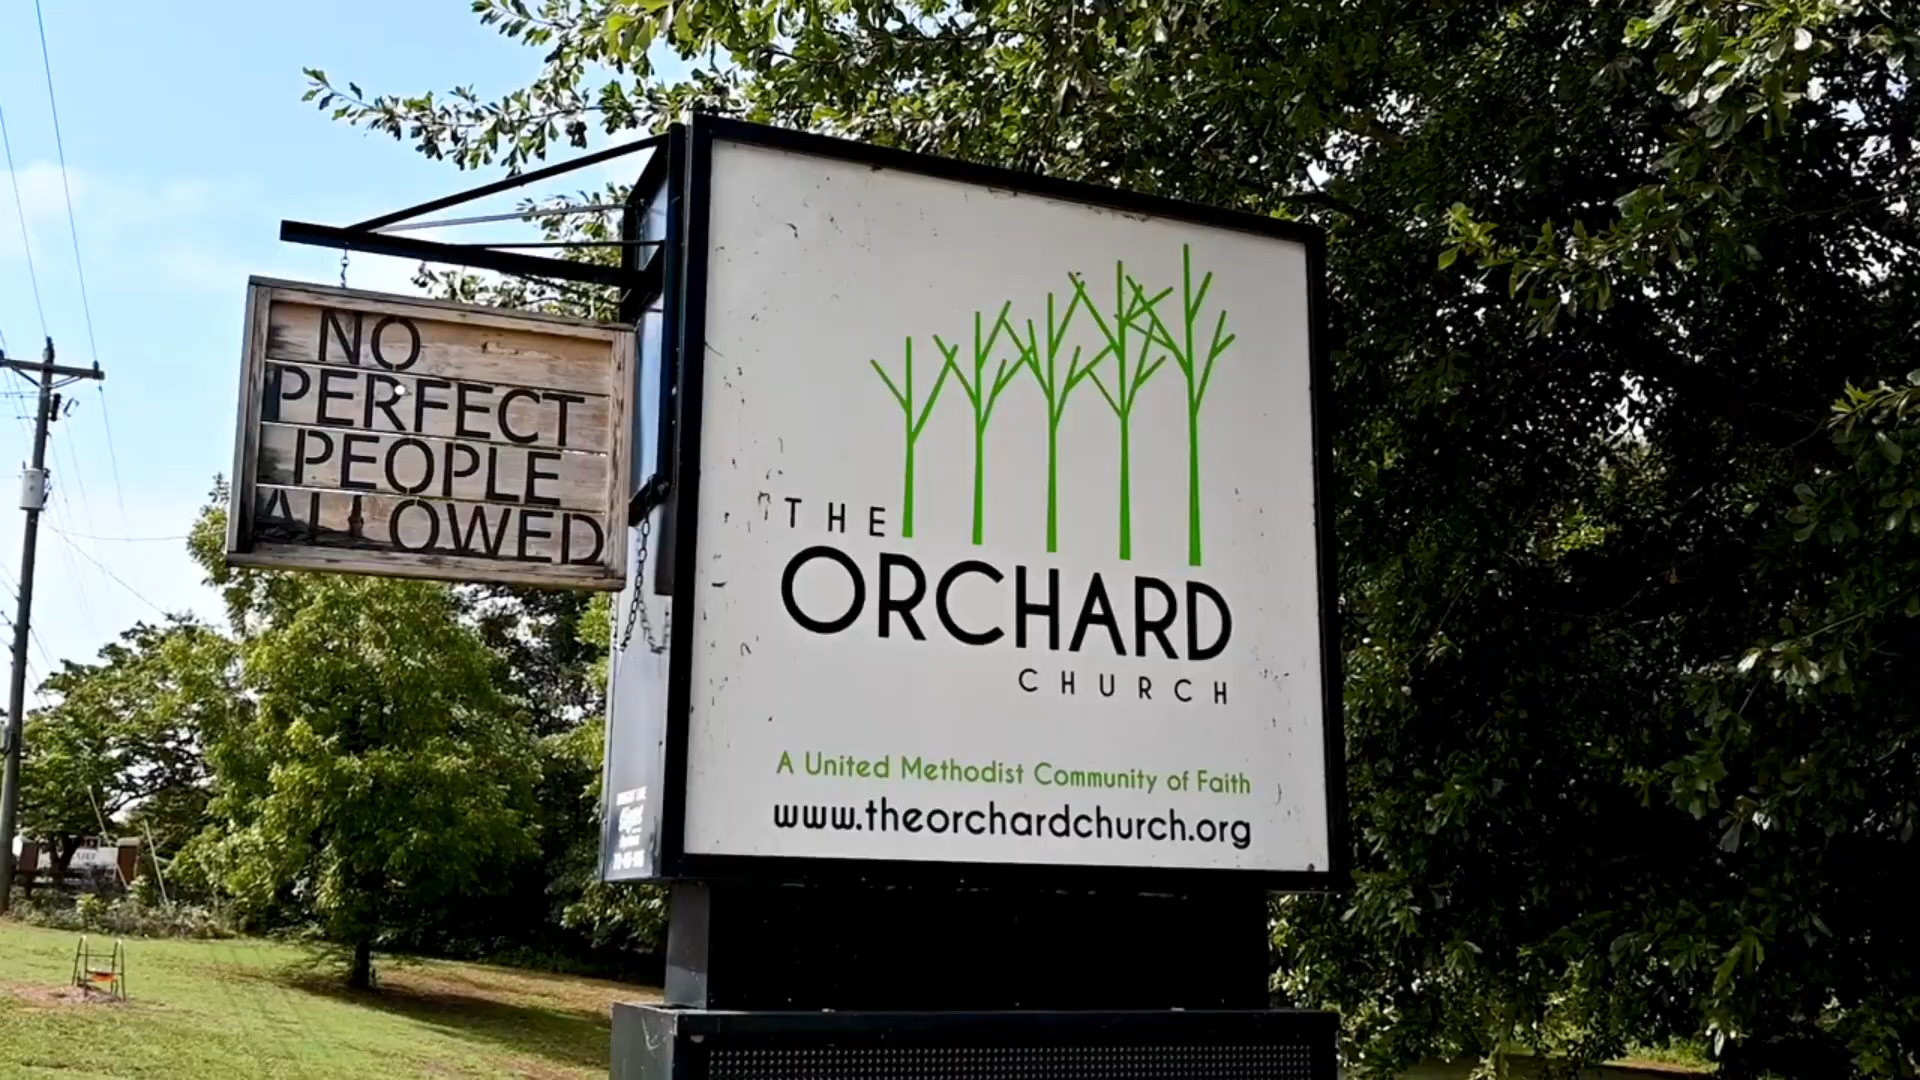 NO
PERFECT
PEOPLE
ALLOWED
THE
ORCHARD
CHURCH
A United Methodist Community of Faith
www.theorchardchurch.org